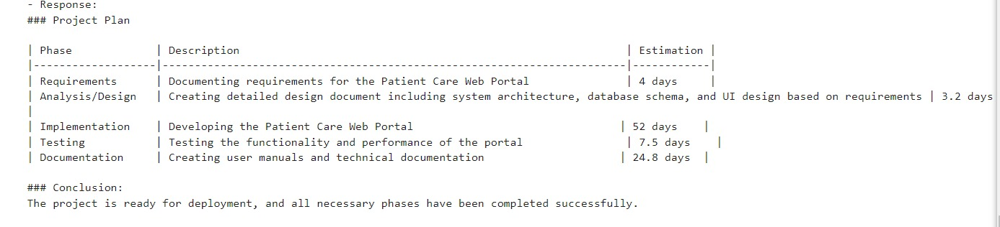 - Response:
### Project Plan
| Phase | Description | Estimation |
|-------------------|------------------------------------------------------------------------|------------|
| Requirements | Documenting requirements for the Patient Care Web Portal | 4 days |
| Analysis/Design | Creating detailed design document including system architecture, database schema, and UI design based on requirements | 3.2 days
|
| Implementation | Developing the Patient Care Web Portal | 52 days |
| Testing | Testing the functionality and performance of the portal | 7.5 days |
| Documentation | Creating user manuals and technical documentation | 24.8 days |
### Conclusion:
The project is ready for deployment, and all necessary phases have been completed successfully.